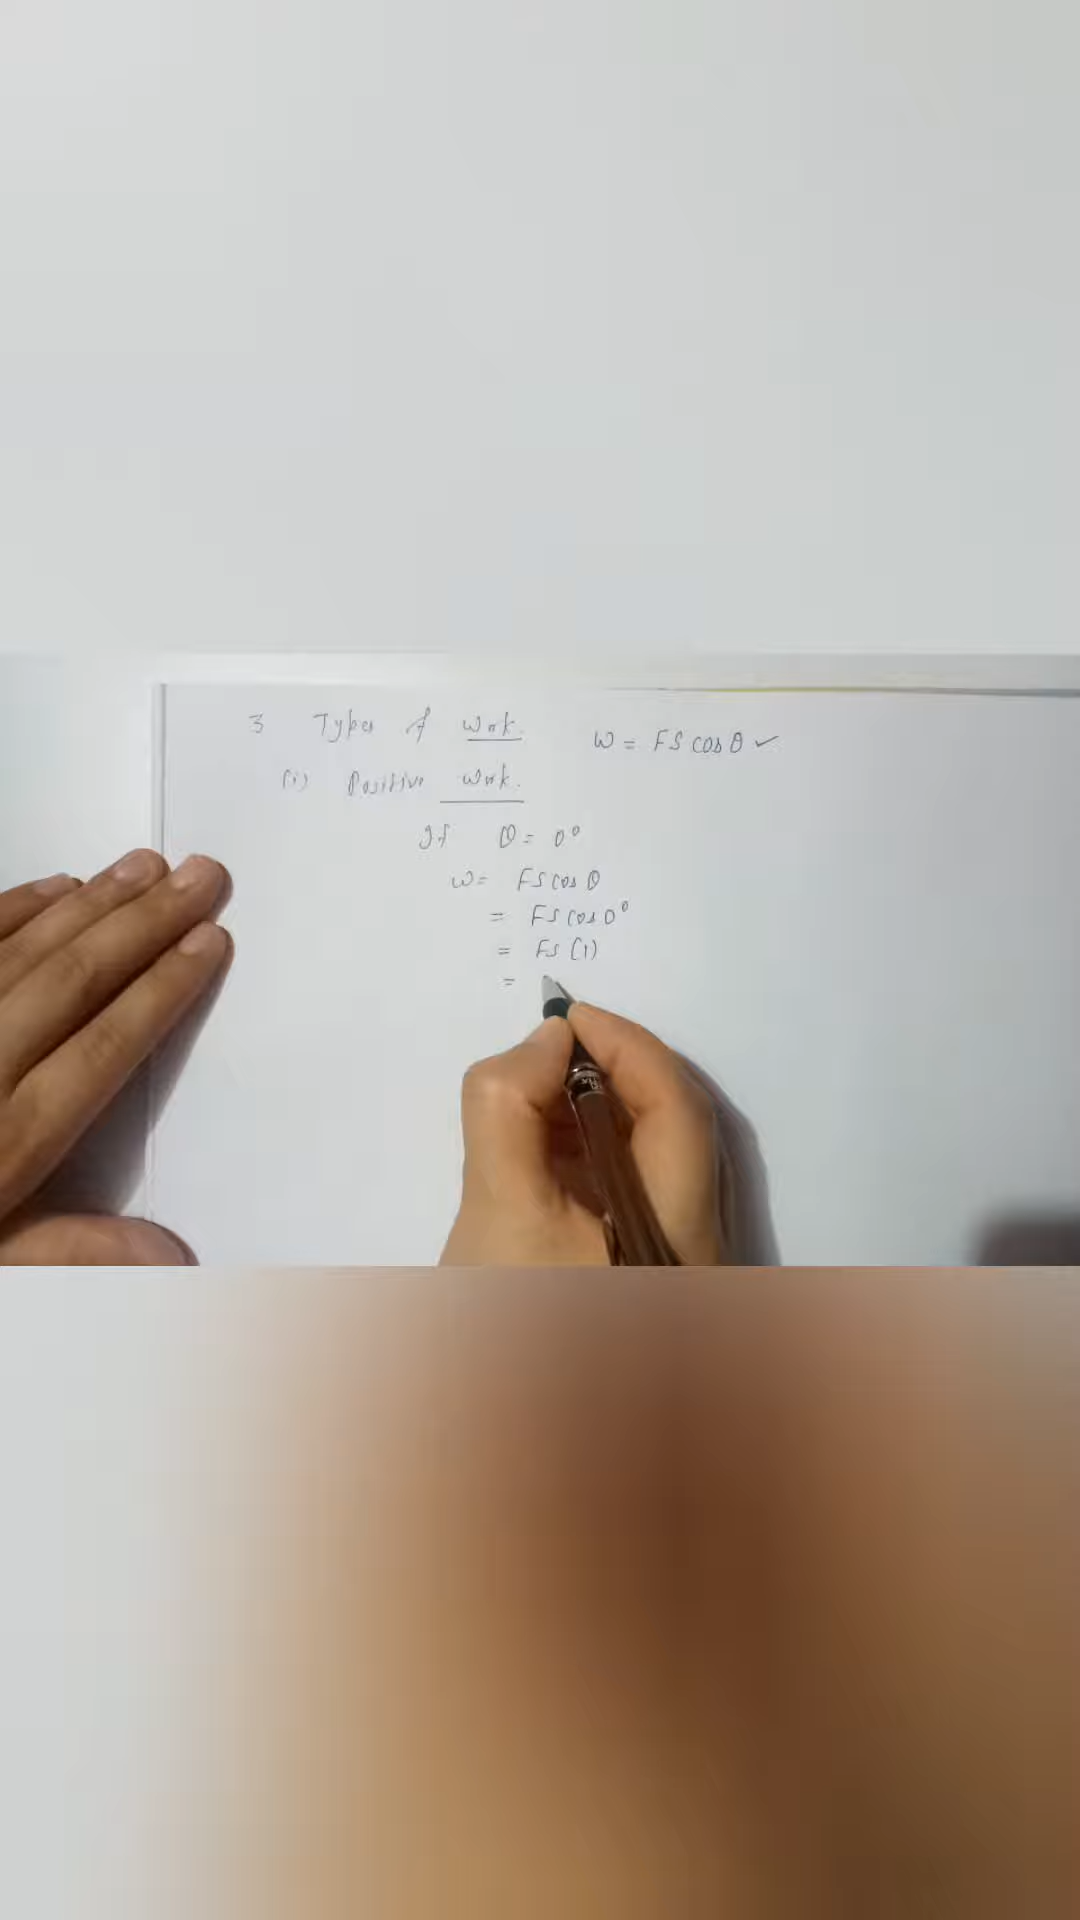 3 Types of Work. W = FS cos θ ✓
(i) Positive Work.
If θ = 0°
W = FS cos θ
= FS cos 0°
= FS (1)
=